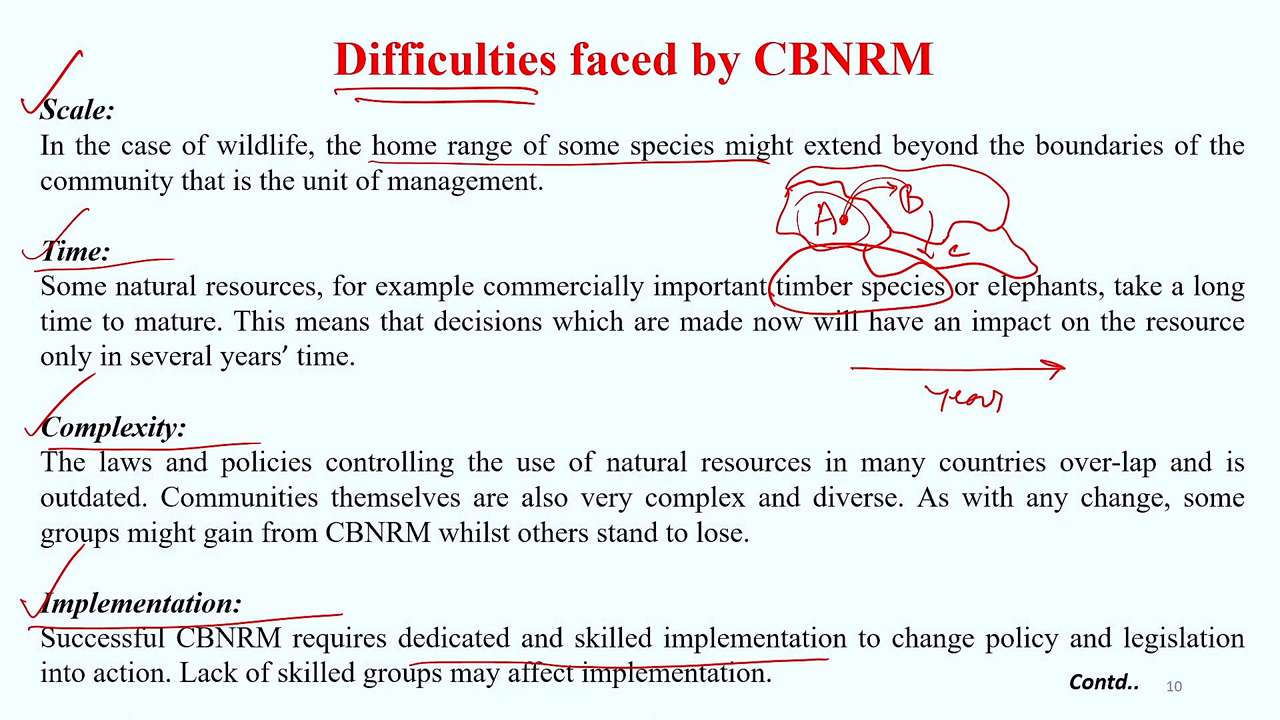 Difficulties faced by CBNRM
Scale:
In the case of wildlife, the home range of some species might extend beyond the boundaries of the
community that is the unit of management.
A
B
C
Time:
Some natural resources, for example commercially important timber species or elephants, take a long
time to mature. This means that decisions which are made now will have an impact on the resource
only in several years’ time.
years
Complexity:
The laws and policies controlling the use of natural resources in many countries over-lap and is
outdated. Communities themselves are also very complex and diverse. As with any change, some
groups might gain from CBNRM whilst others stand to lose.
Implementation:
Successful CBNRM requires dedicated and skilled implementation to change policy and legislation
into action. Lack of skilled groups may affect implementation.
Contd.. 10